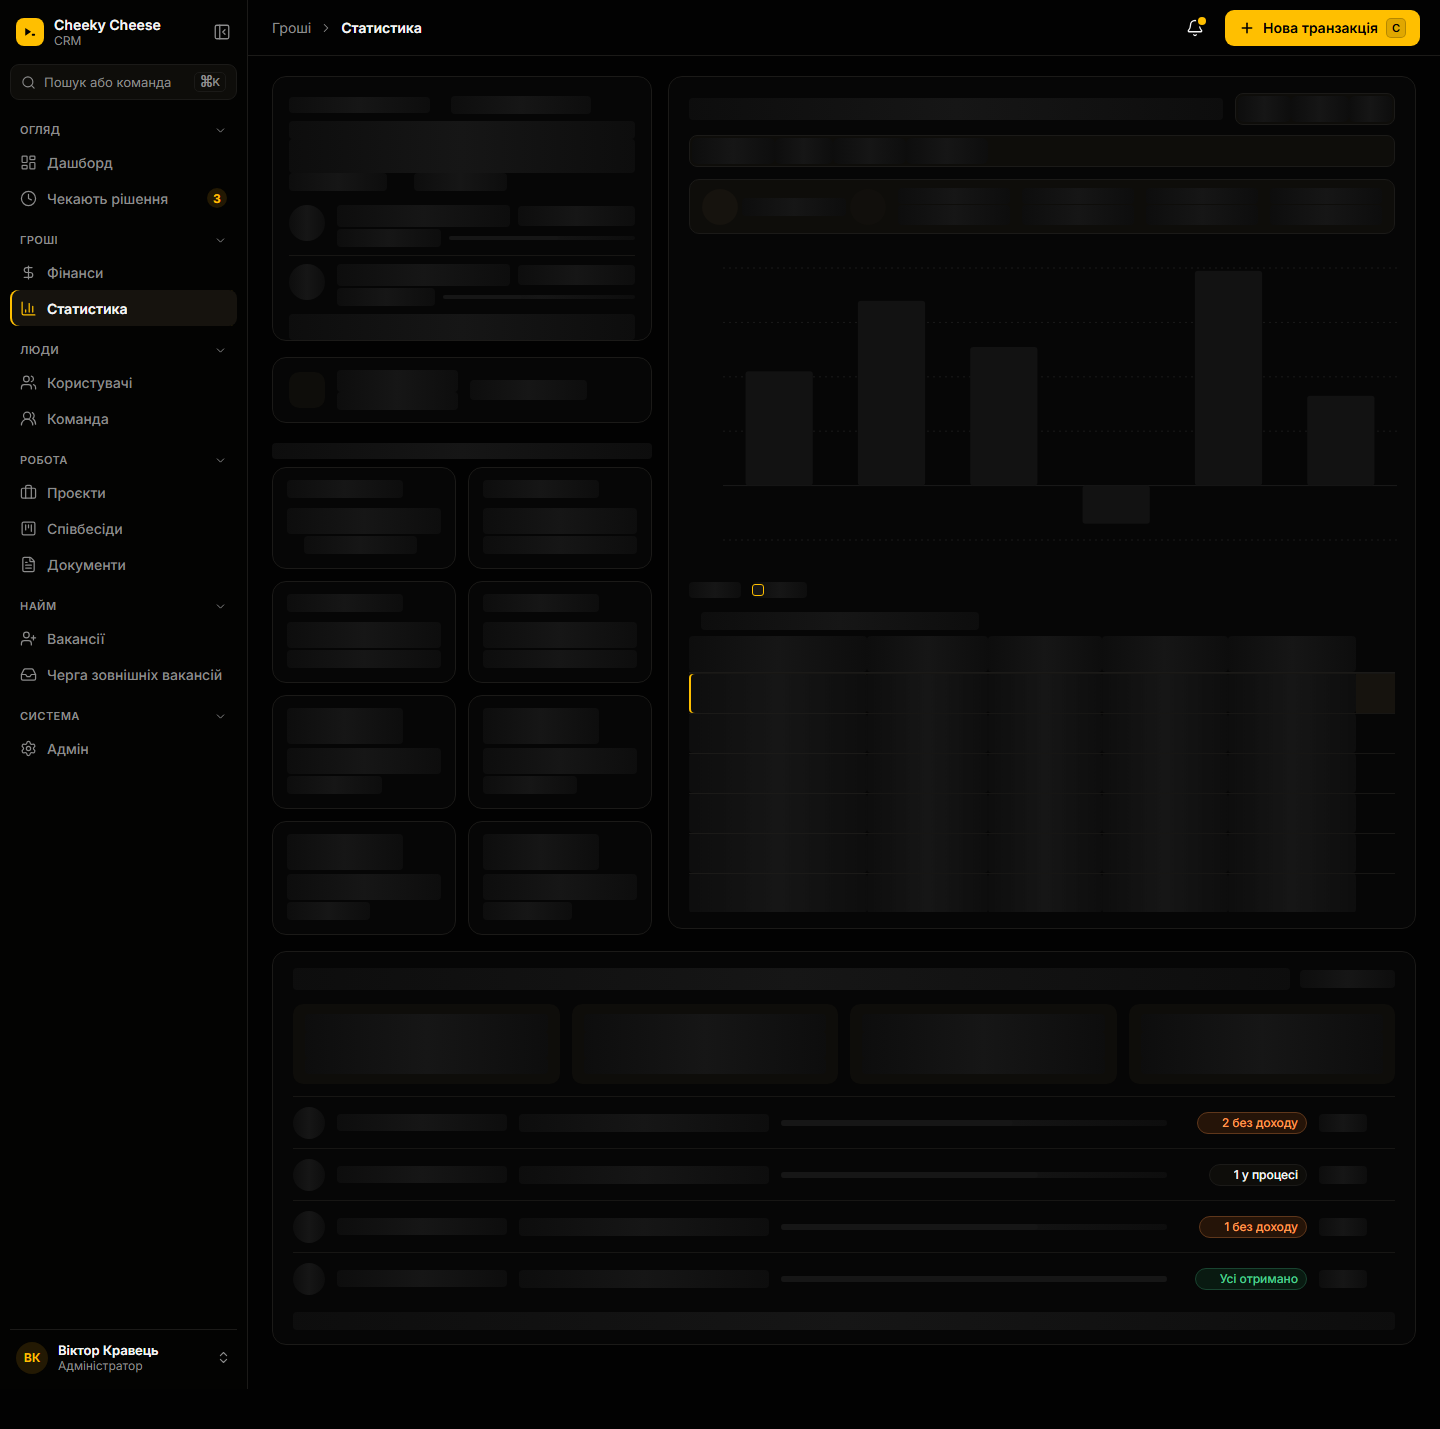 Cheeky Cheese
CRM
Гроші > Статистика
Нова транзакція C
Пошук або команда ⌘K
ОГЛЯД
Дашборд
Чекають рішення 3
ГРОШІ
Фінанси
Статистика
ЛЮДИ
Користувачі
Команда
РОБОТА
Проєкти
Співбесіди
Документи
НАЙМ
Вакансії
Черга зовнішніх вакансій
СИСТЕМА
Адмін
2 без доходу
1 у процесі
1 без доходу
Усі отримано
ВК
Віктор Кравець
Адміністратор